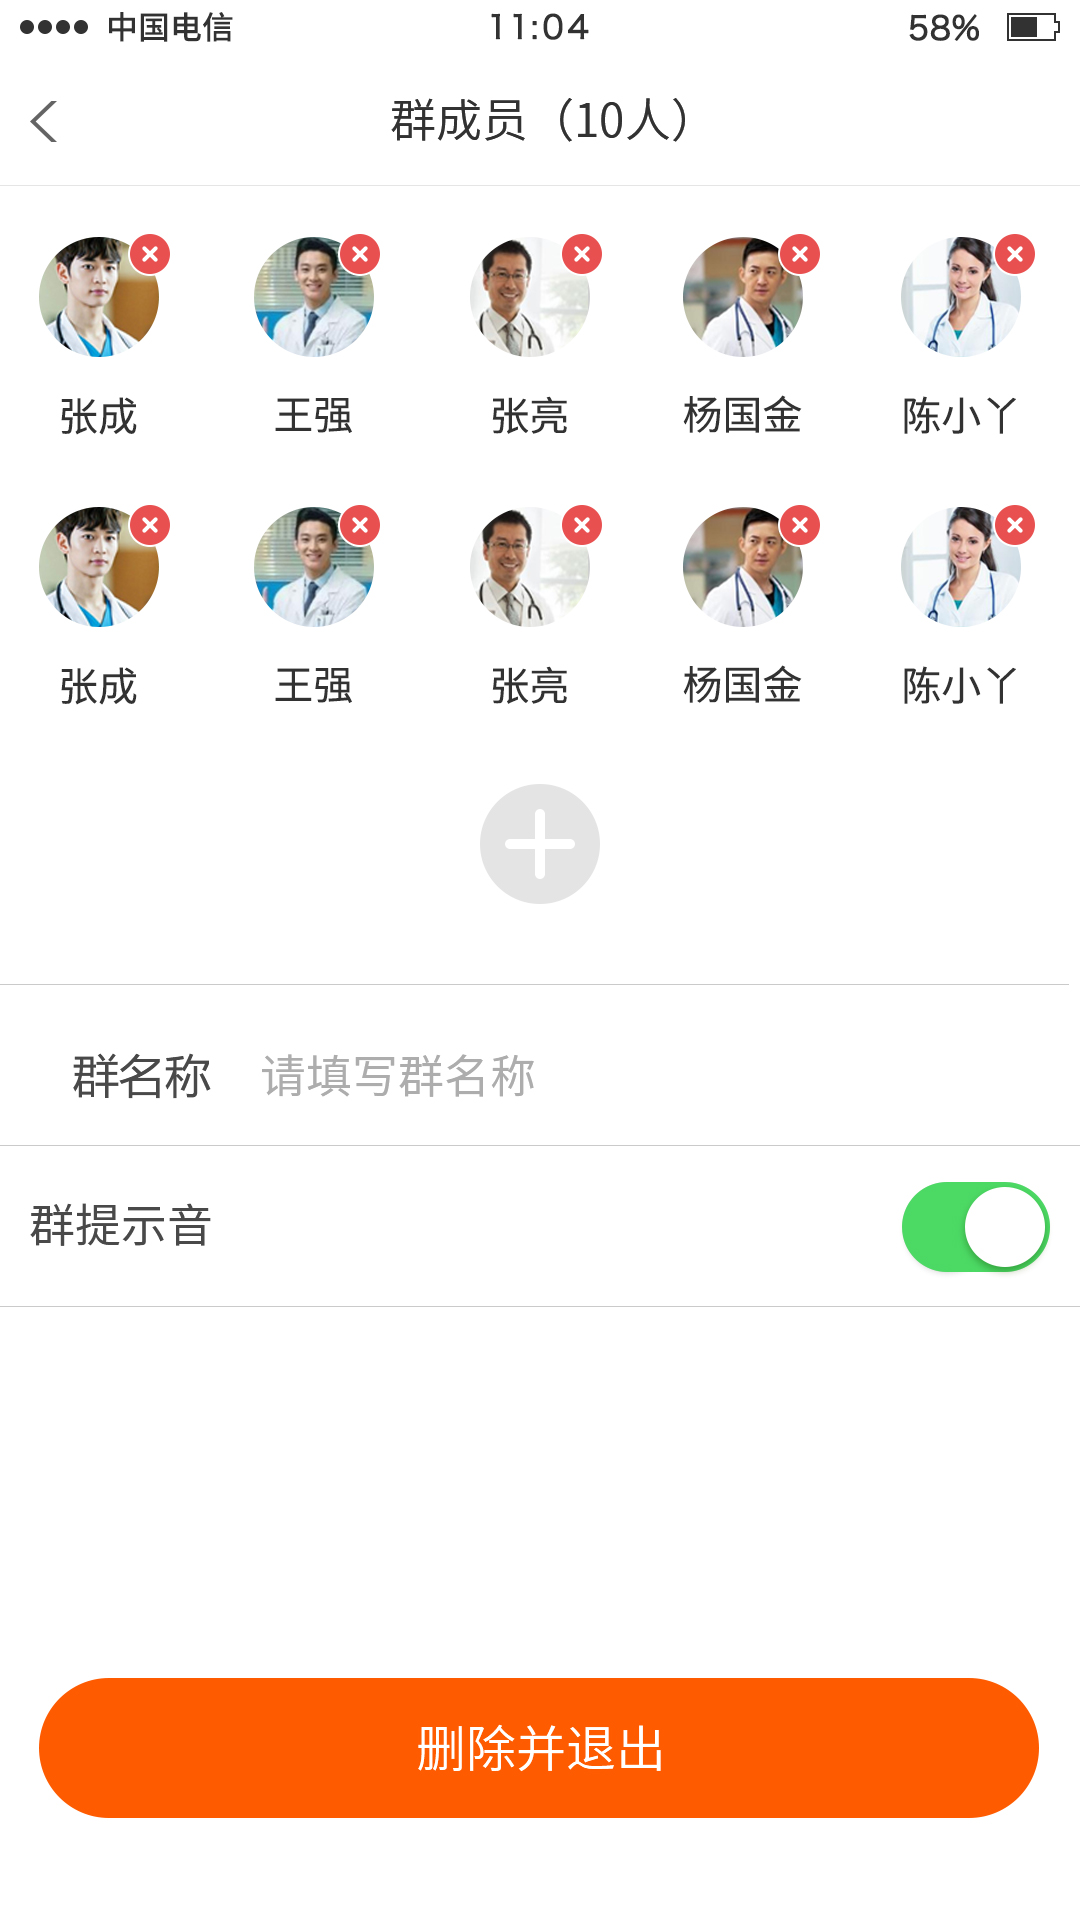 中国电信 11:04 58%
群成员（10人）
张成 王强 张亮 杨国金 陈小丫
张成 王强 张亮 杨国金 陈小丫
群名称 请填写群名称
群提示音
删除并退出